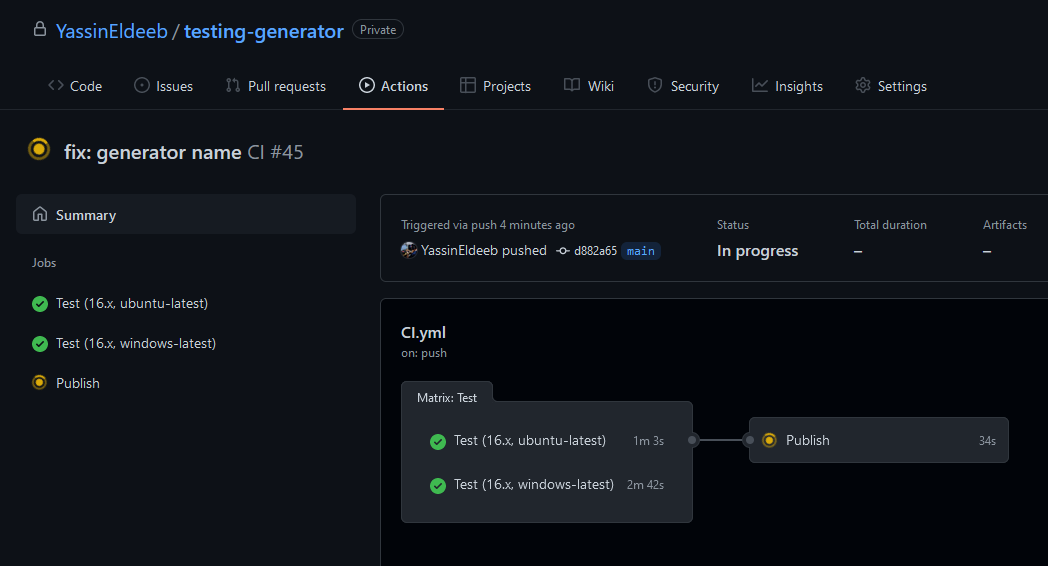 YassinEldeeb / testing-generator Private
Code Issues Pull requests Actions Projects Wiki Security Insights Settings
fix: generator name CI #45
Summary
Jobs
Test (16.x, ubuntu-latest)
Test (16.x, windows-latest)
Publish
Triggered via push 4 minutes ago
YassinEldeeb pushed d882a65 main
Status
In progress
Total duration
–
Artifacts
–
CI.yml
on: push
Matrix: Test
Test (16.x, ubuntu-latest) 1m 3s
Test (16.x, windows-latest) 2m 42s
Publish 34s